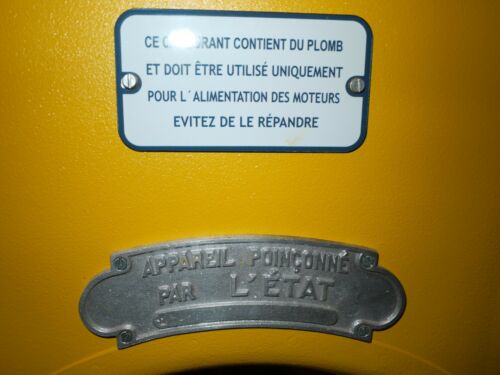 CE CARBURANT CONTIENT DU PLOMB
ET DOIT ÊTRE UTILISÉ UNIQUEMENT
POUR L´ALIMENTATION DES MOTEURS
EVITEZ DE LE RÉPANDRE
APPAREIL POINÇONNÉ
PAR L'ÉTAT